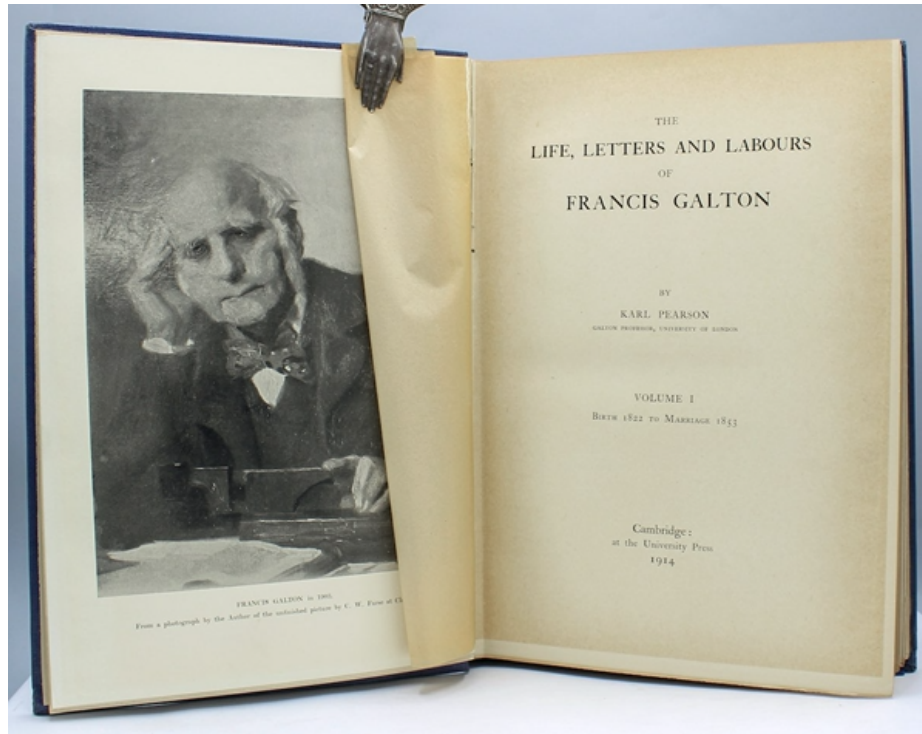 FRANCIS GALTON in 1903.
From a photograph by the Author of the unfinished picture by C. W. Furse at
THE
LIFE, LETTERS AND LABOURS
OF
FRANCIS GALTON
BY
KARL PEARSON
GALTON PROFESSOR, UNIVERSITY OF LONDON
VOLUME I
BIRTH 1822 TO MARRIAGE 1853
Cambridge:
at the University Press
1914